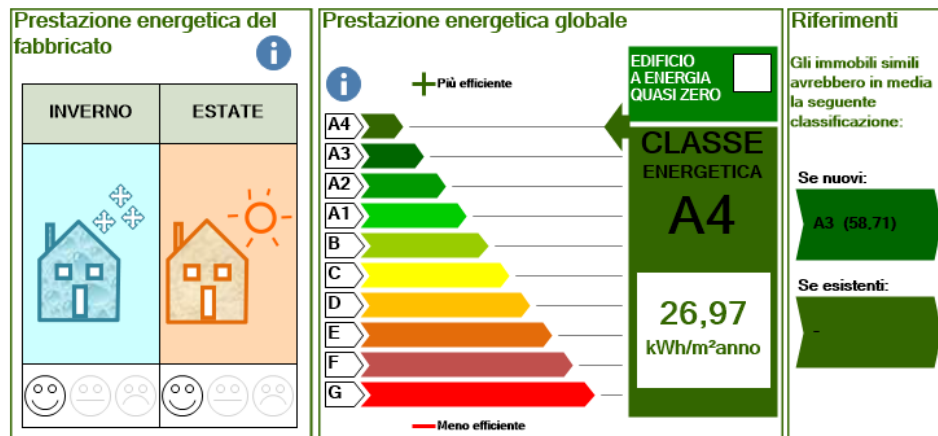 Prestazione energetica del
fabbricato
i
INVERNO
ESTATE
Prestazione energetica globale
i
Più efficiente
A4
A3
A2
A1
B
C
D
E
F
G
Meno efficiente
EDIFICIO
A ENERGIA
QUASI ZERO
CLASSE
ENERGETICA
A4
26,97
kWh/m²anno
Riferimenti
Gli immobili simili
avrebbero in media
la seguente
classificazione:
Se nuovi:
A3 (58,71)
Se esistenti:
-